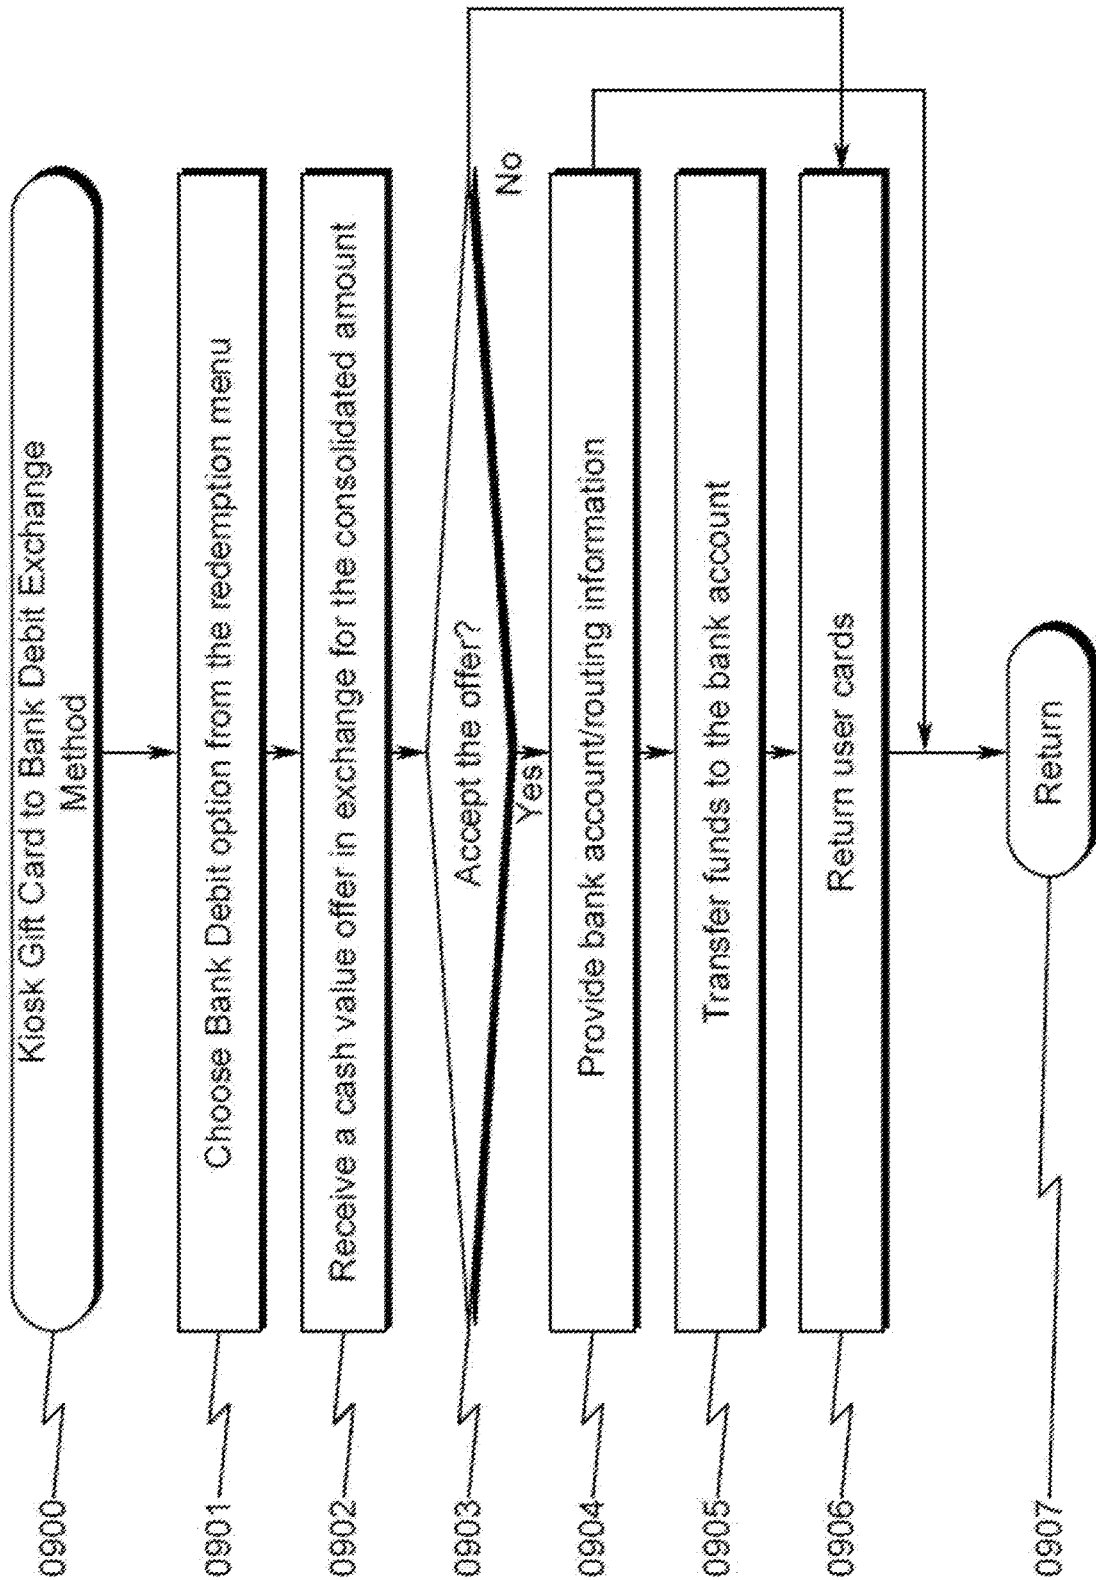 Kiosk Gift Card to Bank Debit Exchange
Method
0900
Choose Bank Debit option from the redemption menu
0901
Receive a cash value offer in exchange for the consolidated amount
0902
Accept the offer?
0903
No
Yes
Provide bank account/routing information
0904
Transfer funds to the bank account
0905
Return user cards
0906
Return
0907